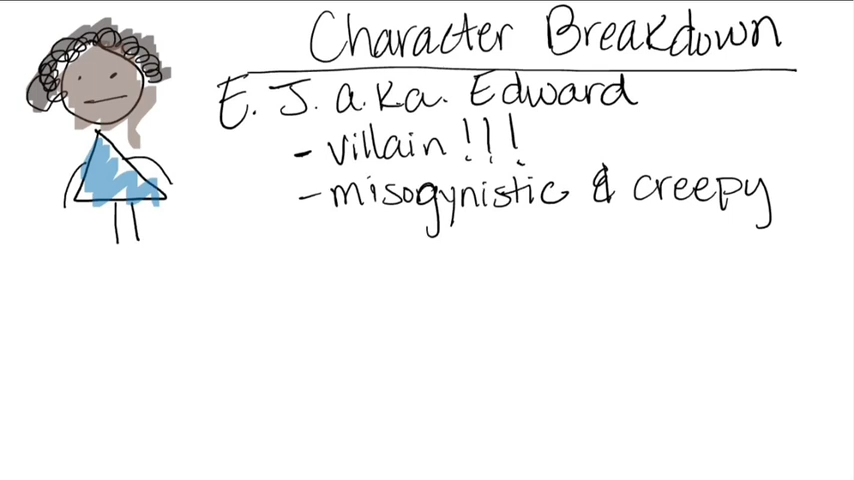 Character Breakdown
E. J. a.k.a. Edward
- villain!!!
- misogynistic & creepy